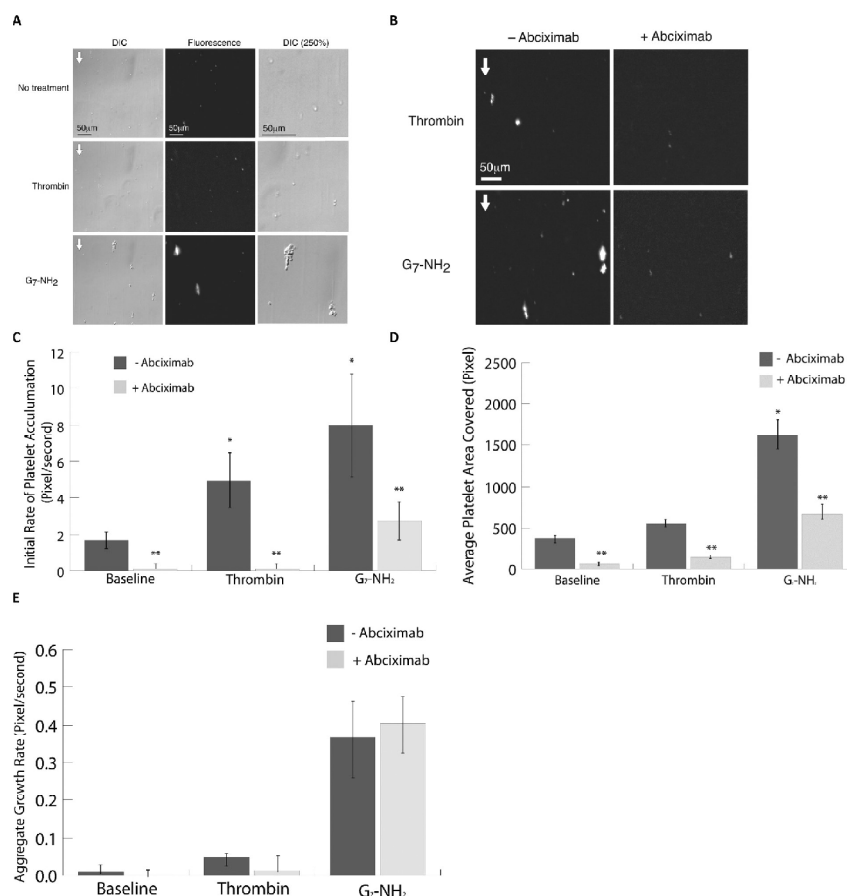 A
DIC
Fluorescence
DIC (250%)
No treatment
50μm
50μm
50μm
Thrombin
G7-NH2
B
– Abciximab
+ Abciximab
Thrombin
50μm
G7-NH2
C
Initial Rate of Platelet Acculumation
(Pixel/second)
12
10
8
6
4
2
0
- Abciximab
+ Abciximab
**
*
**
*
**
Baseline
Thrombin
G7-NH2
D
Average Platelet Area Covered (Pixel)
2500
2000
1500
1000
500
0
- Abciximab
+ Abciximab
**
**
*
**
Baseline
Thrombin
E
Aggregate Growth Rate (Pixel/second)
0.6
0.5
0.4
0.3
0.2
0.1
0.0
- Abciximab
+ Abciximab
Baseline
Thrombin
G7-NH2